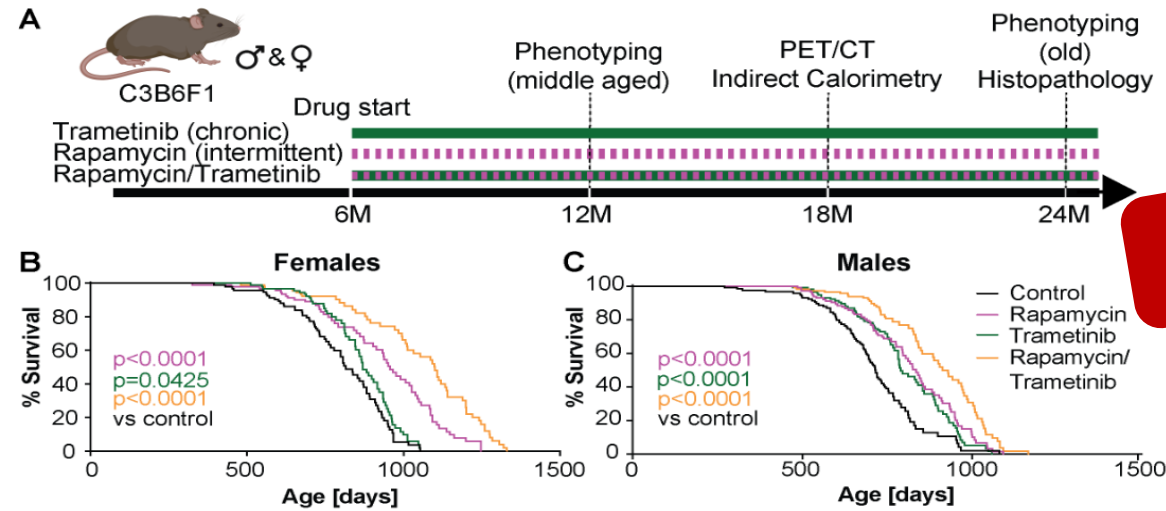 A
♂&♀
C3B6F1
Drug start
Phenotyping
(middle aged)
PET/CT
Indirect Calorimetry
Phenotyping
(old)
Histopathology
Trametinib (chronic)
Rapamycin (intermittent)
Rapamycin/Trametinib
6M 12M 18M 24M
B Females
% Survival
100
80
60
40
20
0
p<0.0001
p=0.0425
p<0.0001
vs control
0 500 1000 1500
Age [days]
C Males
% Survival
100
80
60
40
20
0
p<0.0001
p<0.0001
p<0.0001
vs control
0 500 1000 1500
Age [days]
Control
Rapamycin
Trametinib
Rapamycin/
Trametinib